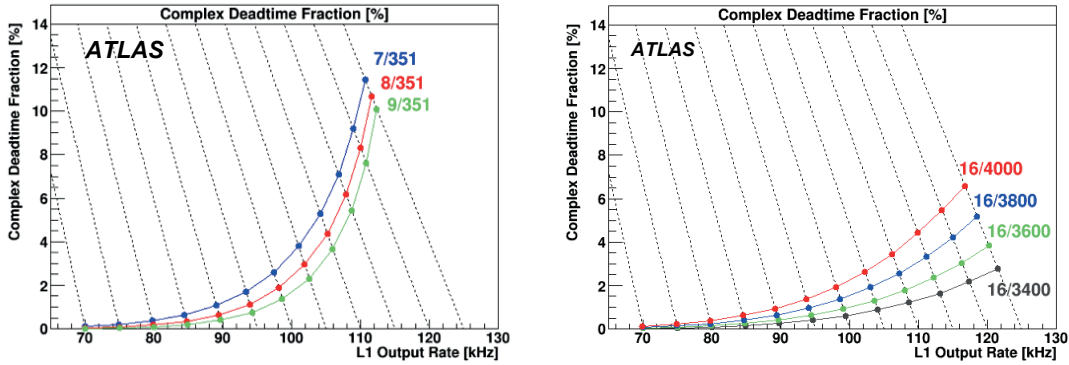 Complex Deadtime Fraction [%]
Complex Deadtime Fraction [%]
14
12
10
8
6
4
2
0
ATLAS
7/351
8/351
9/351
70 80 90 100 110 120 130
L1 Output Rate [kHz]
Complex Deadtime Fraction [%]
Complex Deadtime Fraction [%]
14
12
10
8
6
4
2
0
ATLAS
16/4000
16/3800
16/3600
16/3400
70 80 90 100 110 120 130
L1 Output Rate [kHz]